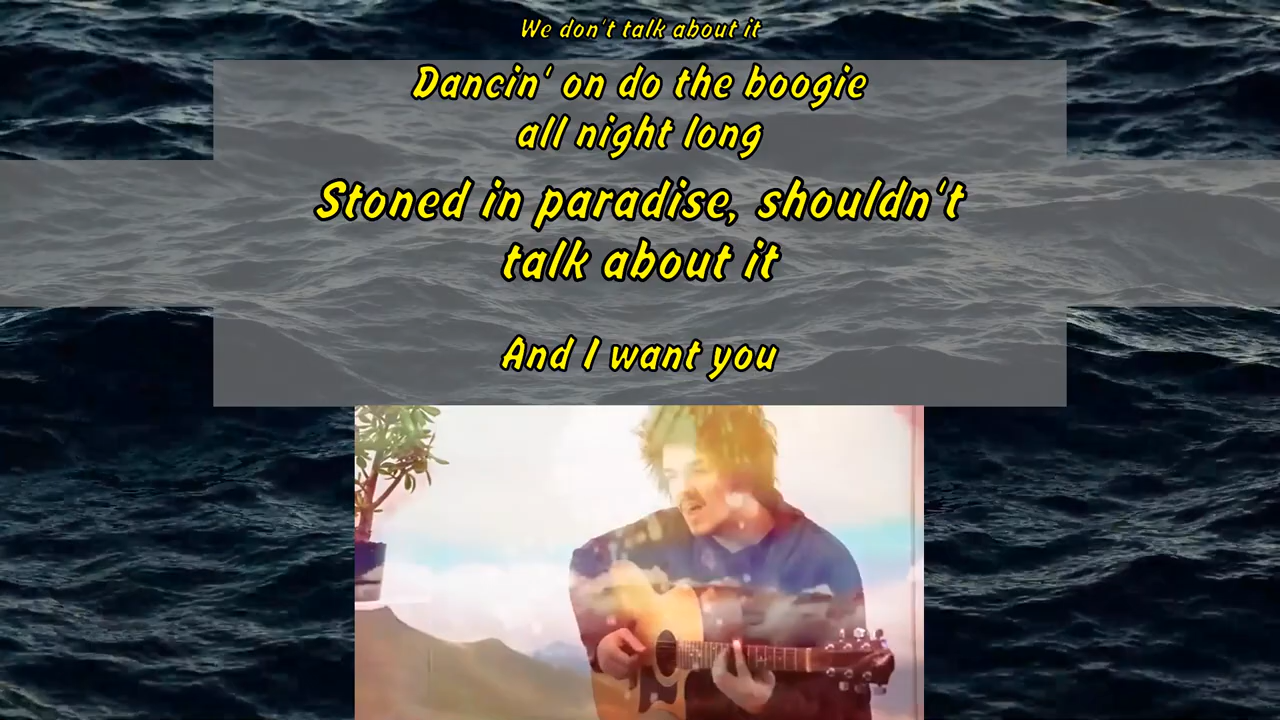 We don't talk about it
Dancin' on do the boogie
all night long
Stoned in paradise, shouldn't
talk about it
And I want you